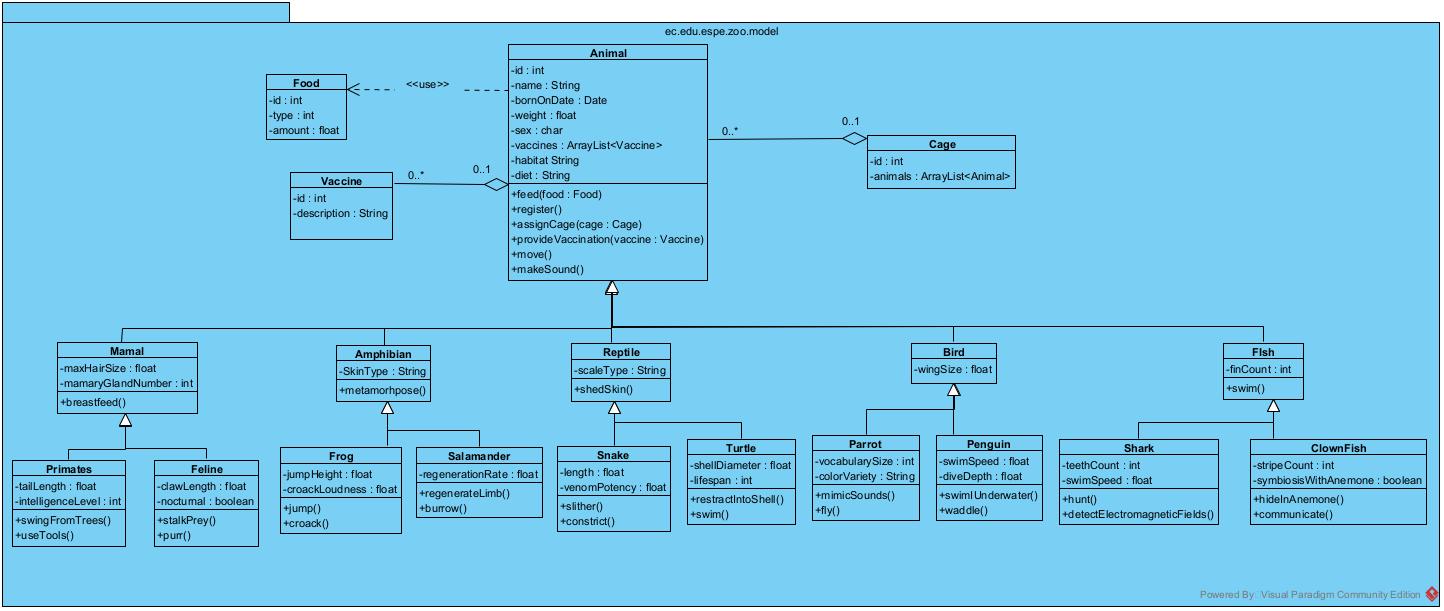 ec.edu.espe.zoo.model
Animal
-id : int
-name : String
-bornOnDate : Date
-weight : float
-sex : char
-vaccines : ArrayList<Vaccine>
-habitat String
-diet : String
+feed(food : Food)
+register()
+assignCage(cage : Cage)
+provideVaccination(vaccine : Vaccine)
+move()
+makeSound()
Food
-id : int
-type : int
-amount : float
<<use>>
Vaccine
-id : int
-description : String
0..*
0..1
0..*
0..1
Cage
-id : int
-animals : ArrayList<Animal>
Mamal
-maxHairSize : float
-mamaryGlandNumber : int
+breastfeed()
Amphibian
-SkinType : String
+metamorhpose()
Reptile
-scaleType : String
+shedSkin()
Bird
-wingSize : float
FIsh
-finCount : int
+swim()
Primates
-tailLength : float
-intelligenceLevel : int
+swingFromTrees()
+useTools()
Feline
-clawLength : float
-noctumal : boolean
+stalkPrey()
+purr()
Frog
-jumpHeight : float
-croackLoudness : float
+jump()
+croack()
Salamander
-regenerationRate : float
+regenerateLimb()
+burrow()
Snake
-length : float
-venomPotency : float
+slither()
+constrict()
Turtle
-shellDiameter : float
-lifespan : int
+restractIntoShell()
+swim()
Parrot
-vocabularySize : int
-colorVariety : String
+mimicSounds()
+fly()
Penguin
-swimSpeed : float
-diveDepth : float
+swimlUnderwater()
+waddle()
Shark
-teethCount : int
-swimSpeed : float
+hunt()
+detectElectromagneticFields()
ClownFish
-stripeCount : int
-symbiosisWithAnemone : boolean
+hideInAnemone()
+communicate()
Powered By Visual Paradigm Community Edition